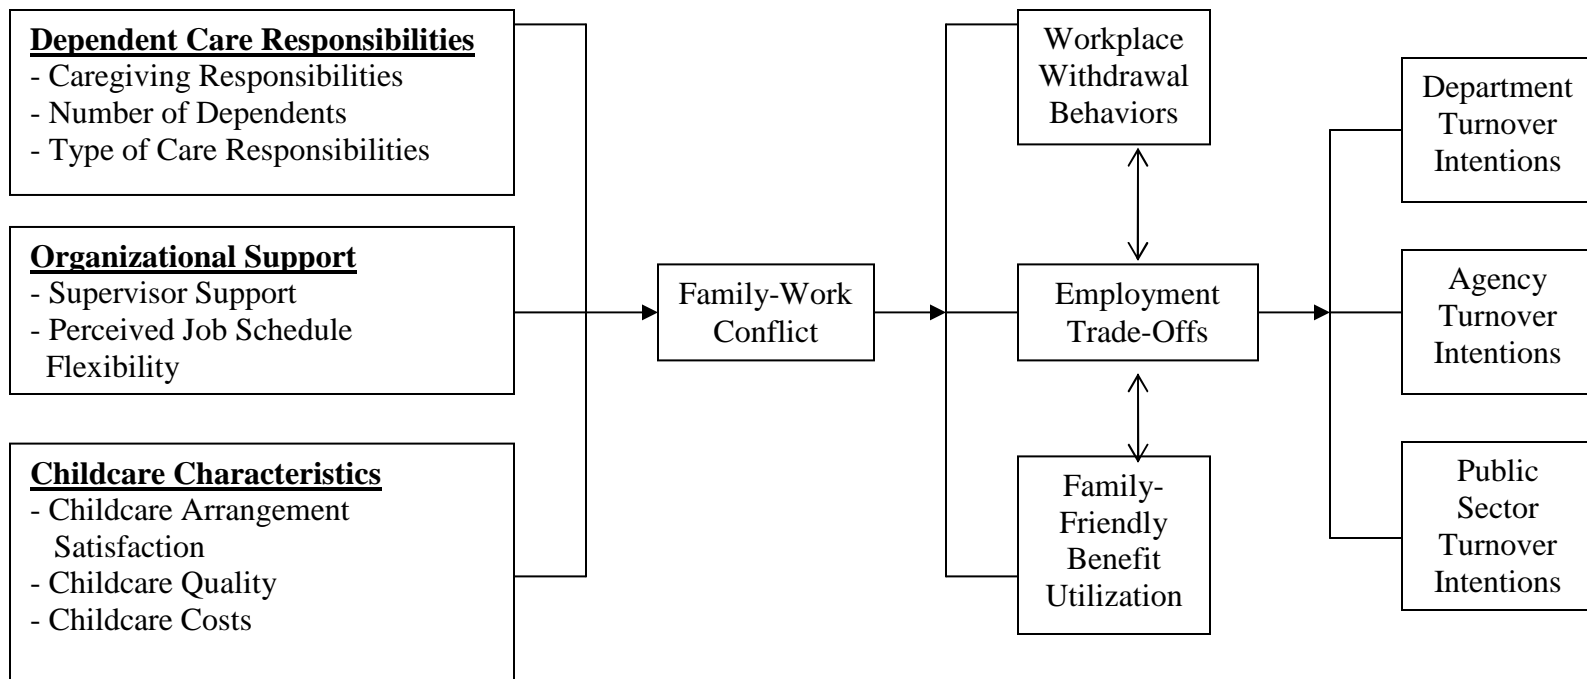 Dependent Care Responsibilities
- Caregiving Responsibilities
- Number of Dependents
- Type of Care Responsibilities
Organizational Support
- Supervisor Support
- Perceived Job Schedule
Flexibility
Childcare Characteristics
- Childcare Arrangement
Satisfaction
- Childcare Quality
- Childcare Costs
Family-Work
Conflict
Workplace
Withdrawal
Behaviors
Employment
Trade-Offs
Family-
Friendly
Benefit
Utilization
Department
Turnover
Intentions
Agency
Turnover
Intentions
Public
Sector
Turnover
Intentions